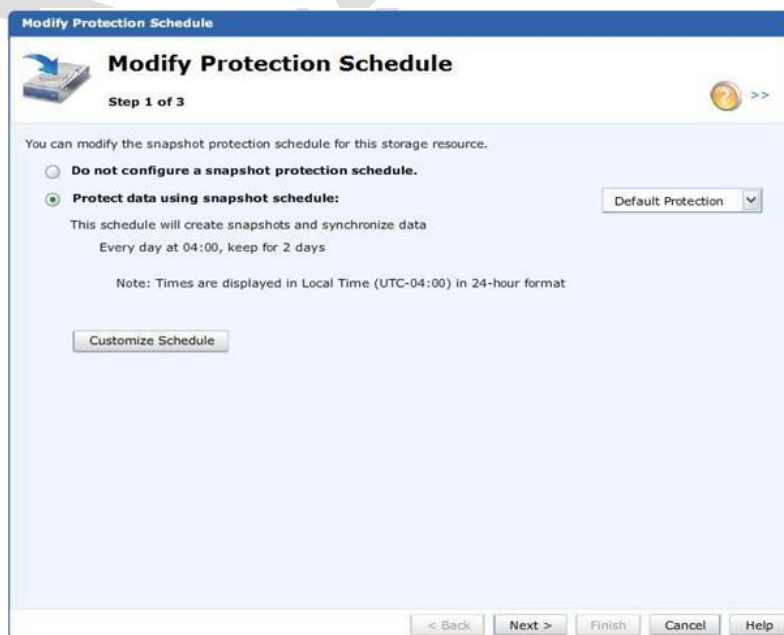 Modify Protection Schedule
Modify Protection Schedule
Step 1 of 3
? >>
You can modify the snapshot protection schedule for this storage resource.
Do not configure a snapshot protection schedule.
Protect data using snapshot schedule:
Default Protection
This schedule will create snapshots and synchronize data
Every day at 04:00, keep for 2 days
Note: Times are displayed in Local Time (UTC-04:00) in 24-hour format
Customize Schedule
< Back
Next >
Finish
Cancel
Help